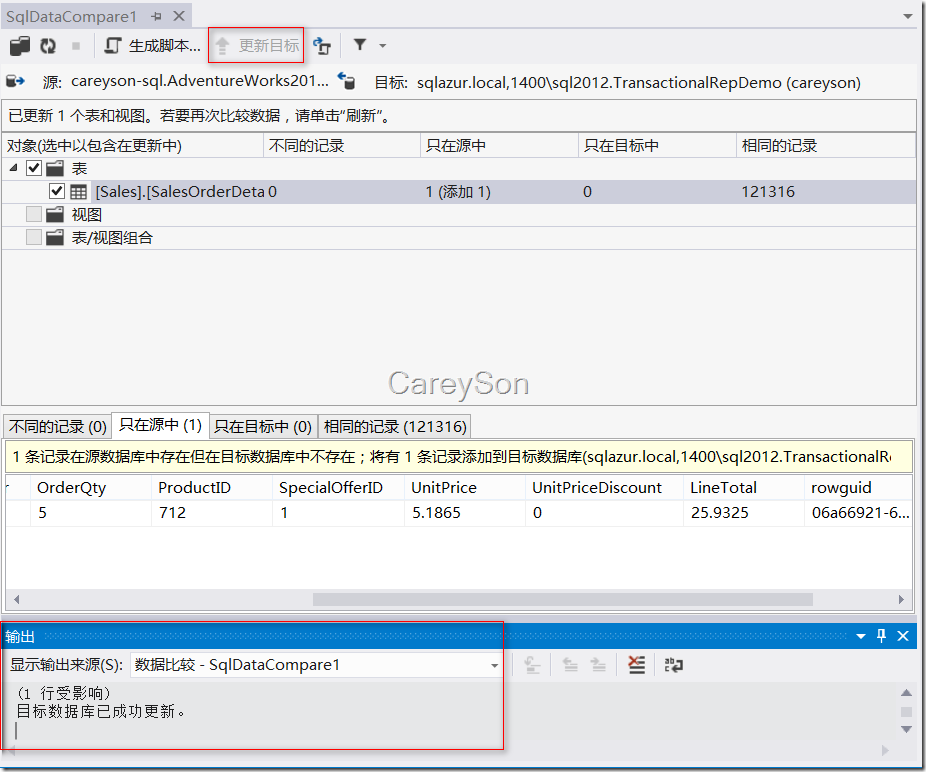 SqlDataCompare1
生成脚本... 更新目标
源: careyson-sql.AdventureWorks201... 目标: sqlazur.local,1400\sql2012.TransactionalRepDemo (careyson)
已更新 1 个表和视图。若要再次比较数据，请单击“刷新”。
对象(选中以包含在更新中) 不同的记录 只在源中 只在目标中 相同的记录
表
[Sales].[SalesOrderDeta 0 1 (添加 1) 0 121316
视图
表/视图组合
CareySon
不同的记录 (0) 只在源中 (1) 只在目标中 (0) 相同的记录 (121316)
1 条记录在源数据库中存在但在目标数据库中不存在；将有 1 条记录添加到目标数据库(sqlazur.local,1400\sql2012.TransactionalRe
OrderQty ProductID SpecialOfferID UnitPrice UnitPriceDiscount LineTotal rowguid
5 712 1 5.1865 0 25.9325 06a66921-6...
输出
显示输出来源(S): 数据比较 - SqlDataCompare1
(1 行受影响)
目标数据库已成功更新。